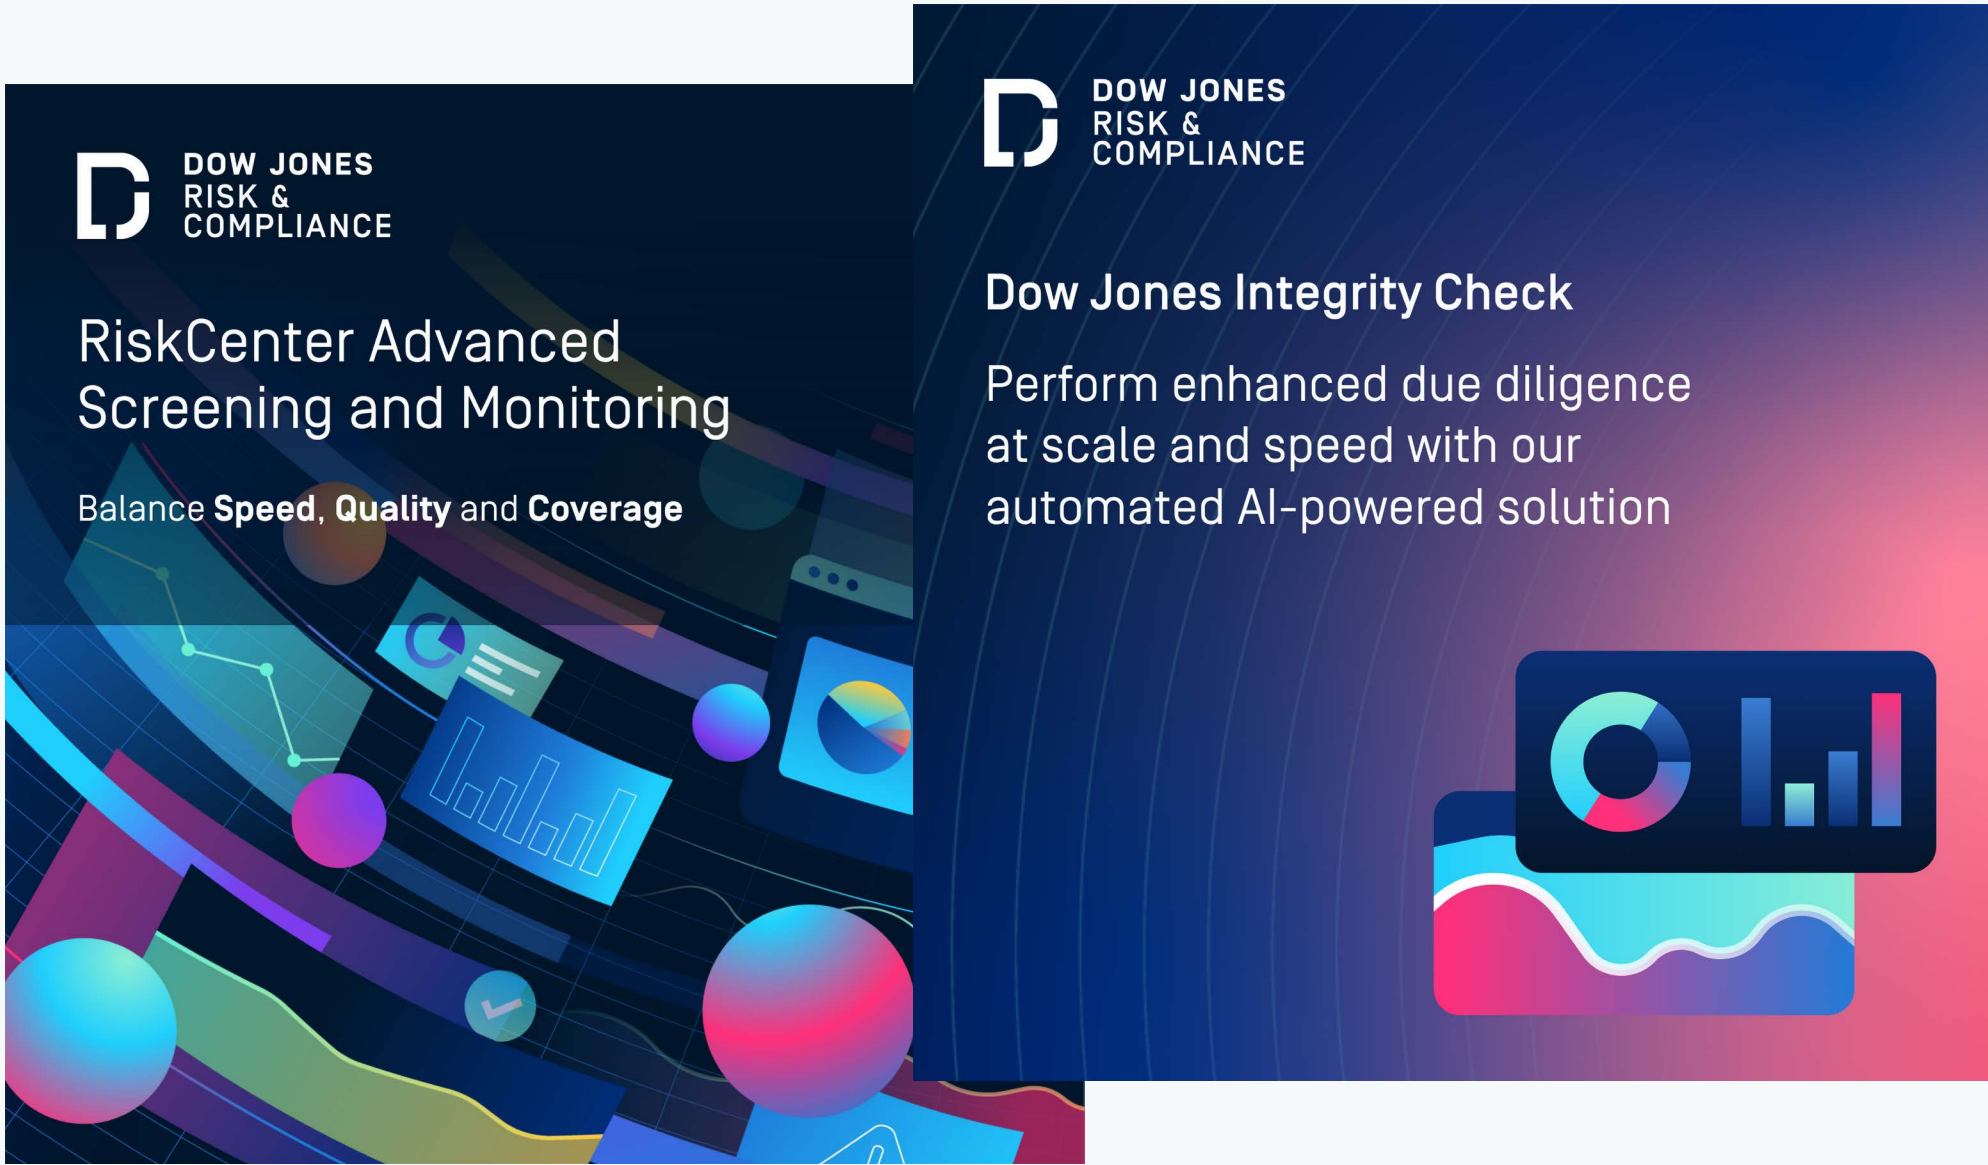 DOW JONES
RISK &
COMPLIANCE
RiskCenter Advanced
Screening and Monitoring
Balance Speed, Quality and Coverage
DOW JONES
RISK &
COMPLIANCE
Dow Jones Integrity Check
Perform enhanced due diligence
at scale and speed with our
automated AI-powered solution